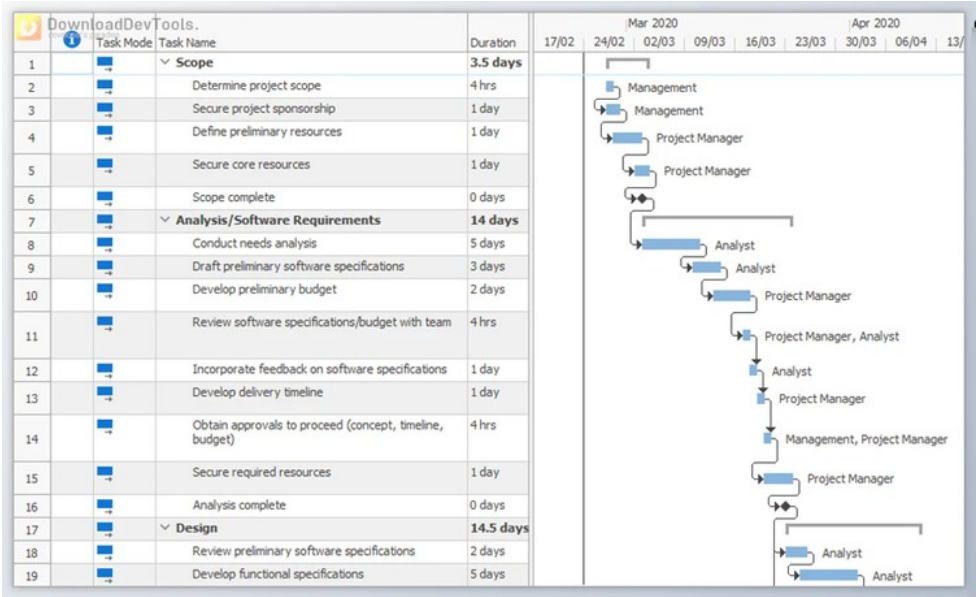 DownloadDevTools.
Mar 2020 Apr 2020
Task Mode Task Name Duration 17/02 24/02 02/03 09/03 16/03 23/03 30/03 06/04 13/
1 Scope 3.5 days
2 Determine project scope 4 hrs Management
3 Secure project sponsorship 1 day Management
4 Define preliminary resources 1 day Project Manager
5 Secure core resources 1 day Project Manager
6 Scope complete 0 days
7 Analysis/Software Requirements 14 days
8 Conduct needs analysis 5 days Analyst
9 Draft preliminary software specifications 3 days Analyst
10 Develop preliminary budget 2 days Project Manager
11 Review software specifications/budget with team 4 hrs Project Manager, Analyst
12 Incorporate feedback on software specifications 1 day Analyst
13 Develop delivery timeline 1 day Project Manager
14 Obtain approvals to proceed (concept, timeline, 4 hrs Management, Project Manager
budget)
15 Secure required resources 1 day Project Manager
16 Analysis complete 0 days
17 Design 14.5 days
18 Review preliminary software specifications 2 days Analyst
19 Develop functional specifications 5 days Analyst